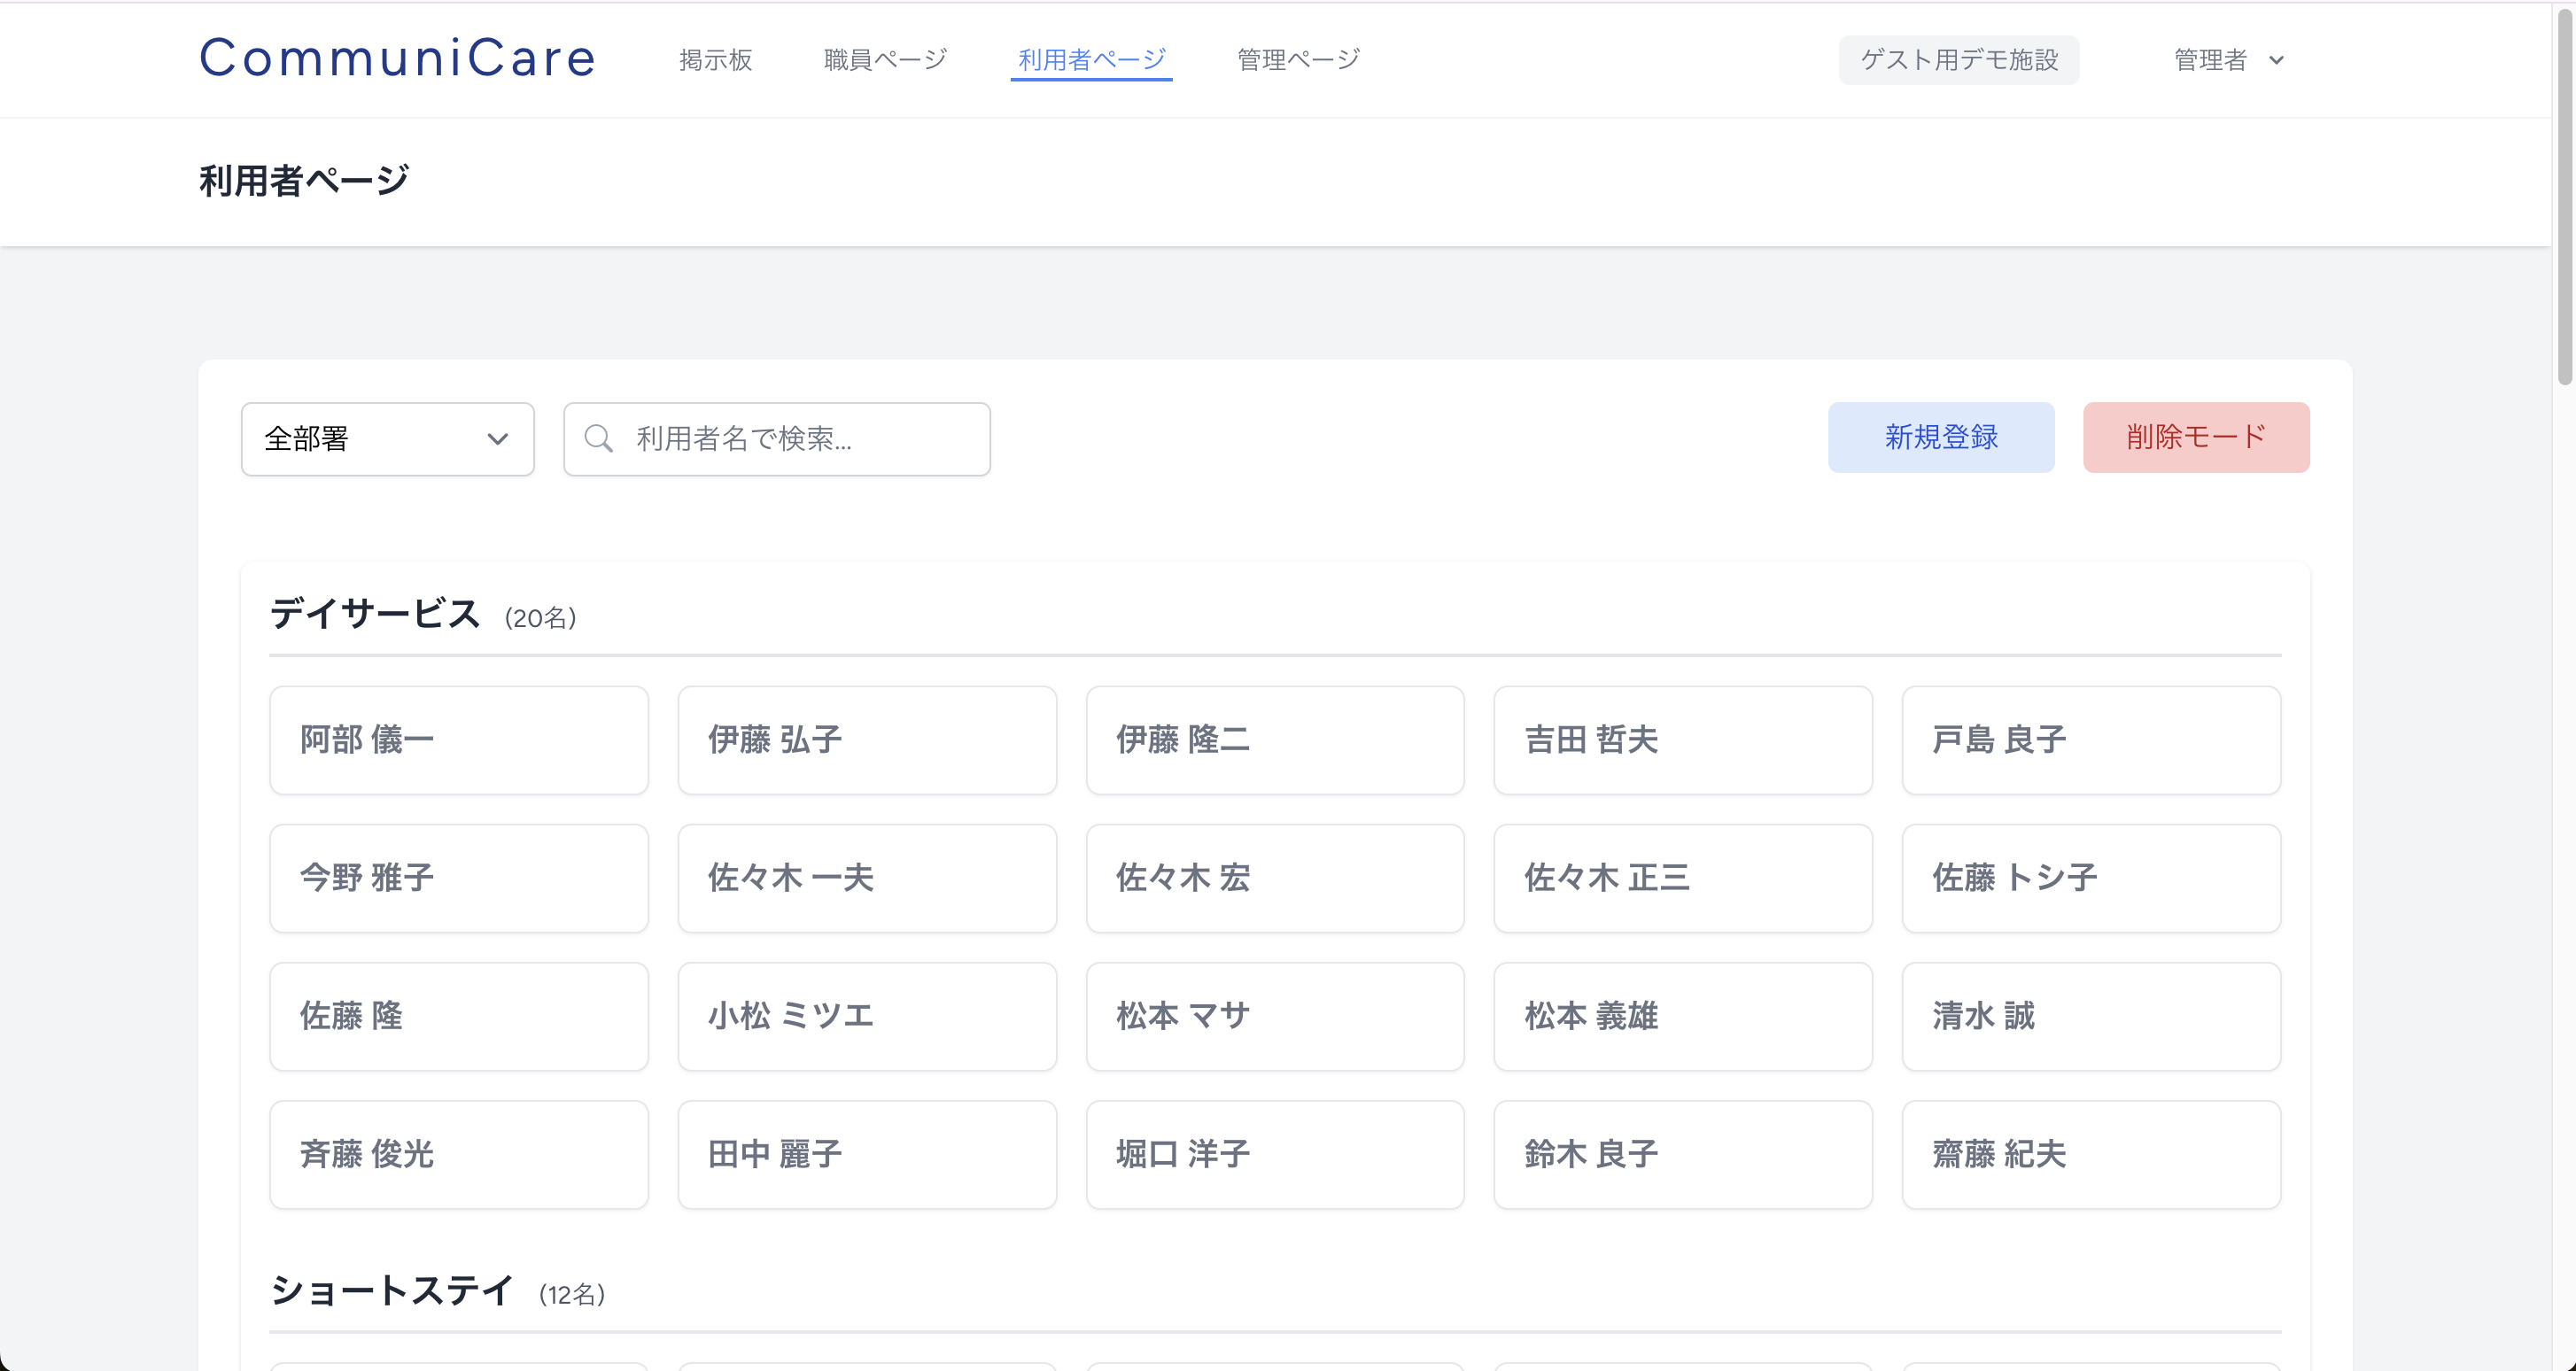 CommuniCare 掲示板 職員ページ 利用者ページ 管理ページ ゲスト用デモ施設 管理者
利用者ページ
全部署 利用者名で検索... 新規登録 削除モード
デイサービス (20名)
阿部 儀一 伊藤 弘子 伊藤 隆二 吉田 哲夫 戸島 良子
今野 雅子 佐々木 一夫 佐々木 宏 佐々木 正三 佐藤 トシ子
佐藤 隆 小松 ミツエ 松本 マサ 松本 義雄 清水 誠
斉藤 俊光 田中 麗子 堀口 洋子 鈴木 良子 齋藤 紀夫
ショートステイ (12名)